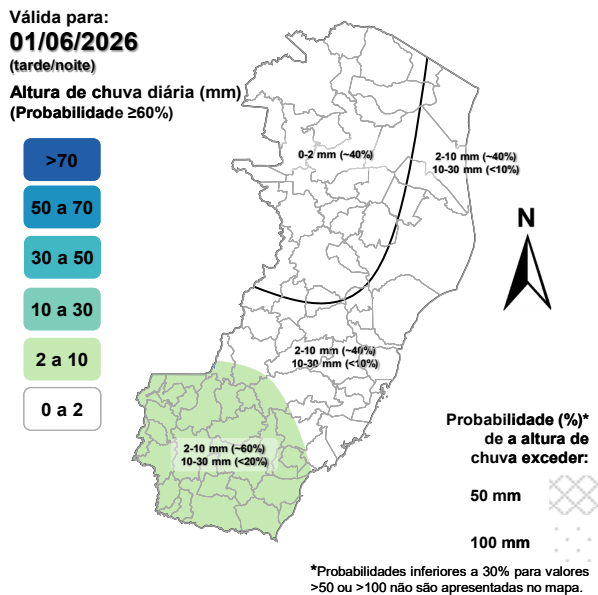 Válida para:
01/06/2026
(tarde/noite)
Altura de chuva diária (mm)
(Probabilidade ≥60%)
>70
50 a 70
30 a 50
10 a 30
2 a 10
0 a 2
0-2 mm (~40%)
2-10 mm (~40%)
10-30 mm (<10%)
N
2-10 mm (~40%)
10-30 mm (<10%)
2-10 mm (~60%)
10-30 mm (<20%)
Probabilidade (%)*
de a altura de
chuva exceder:
50 mm
100 mm
*Probabilidades inferiores a 30% para valores
>50 ou >100 não são apresentadas no mapa.